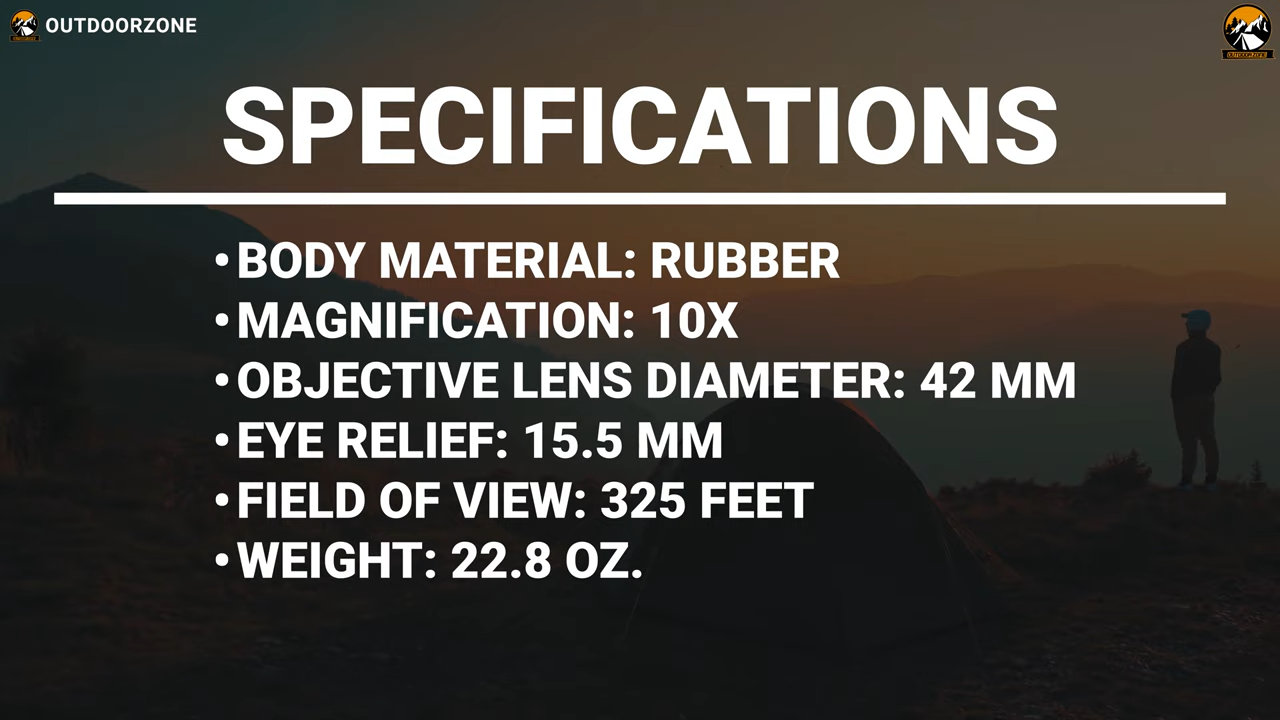 OUTDOORZONE
OUTDOORZONE
SPECIFICATIONS
• BODY MATERIAL: RUBBER
• MAGNIFICATION: 10X
• OBJECTIVE LENS DIAMETER: 42 MM
• EYE RELIEF: 15.5 MM
• FIELD OF VIEW: 325 FEET
• WEIGHT: 22.8 OZ.